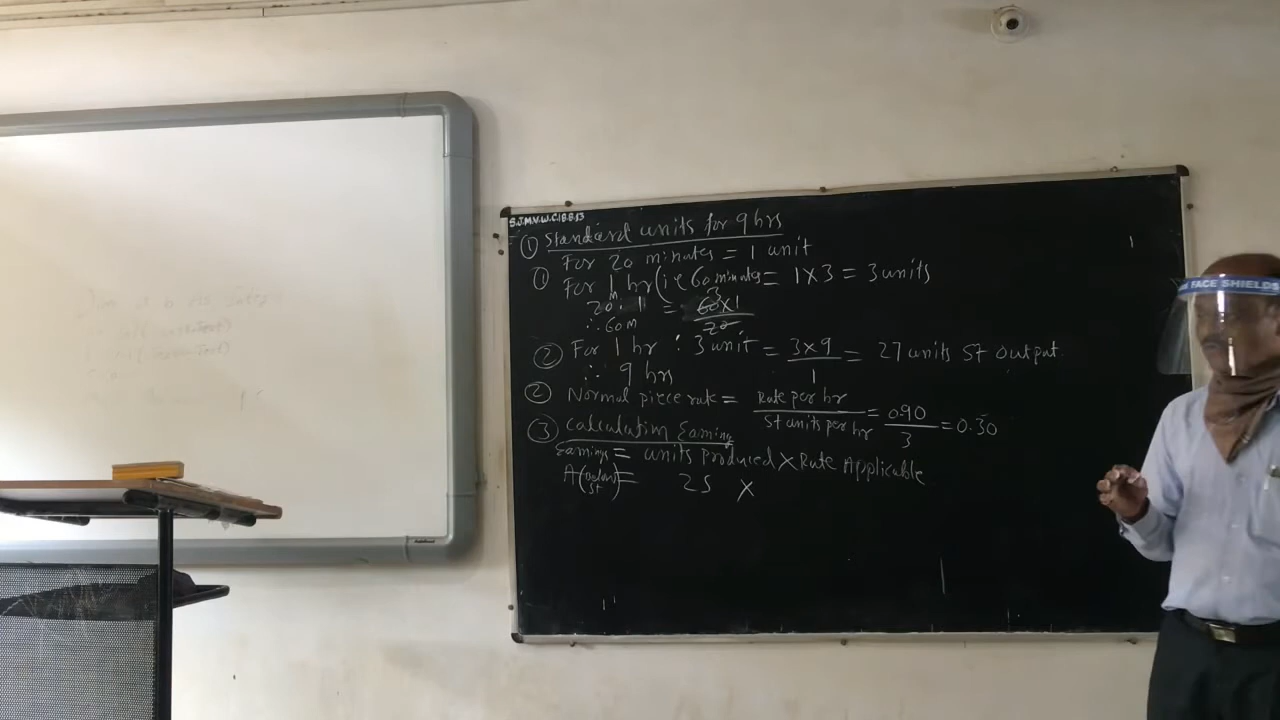 S.J.M.V.W.C.
① Standard units for 9 hrs
For 20 minutes = 1 unit
① For 1 hr (i.e 60 minutes = 1 X 3 = 3 units
20m : 1 = 60 X 1 / 20
3
∴ 60m
② For 1 hr : 3 unit = 3 X 9 / 1 = 27 units St output
∴ 9 hrs
② Normal piece rate = Rate per hr / St units per hr = 0.90 / 3 = 0.30
③ Calculation Earning
Earnings = units produced X Rate Applicable
A (below St) = 25 X
FACE SHIELDS